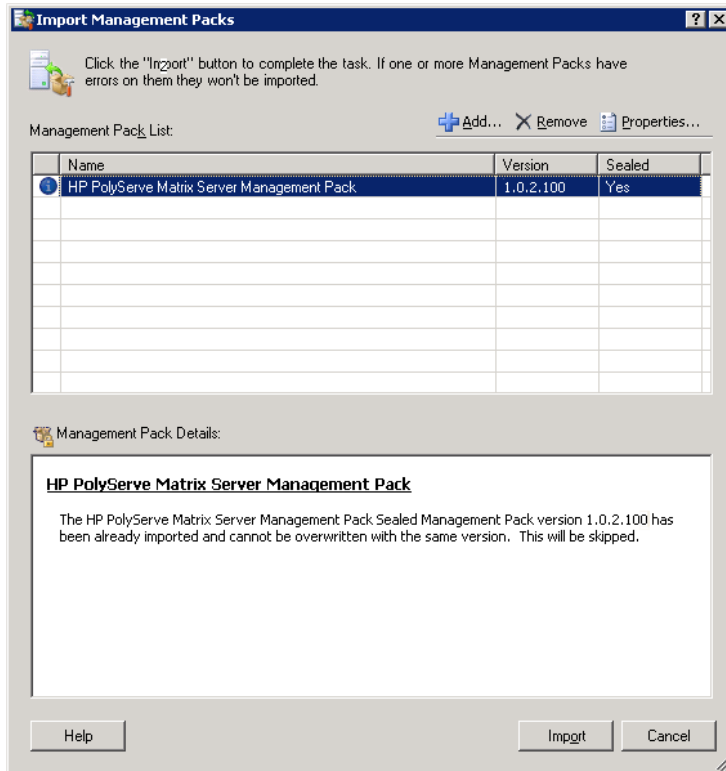 Import Management Packs
Click the "Im2ort" button to complete the task. If one or more Management Packs have
errors on them they won't be imported.
Management Pack List:
Add... Remove Properties...
Name Version Sealed
HP PolyServe Matrix Server Management Pack 1.0.2.100 Yes
Management Pack Details:
HP PolyServe Matrix Server Management Pack
The HP PolyServe Matrix Server Management Pack Sealed Management Pack version 1.0.2.100 has
been already imported and cannot be overwritten with the same version. This will be skipped.
Help Import Cancel